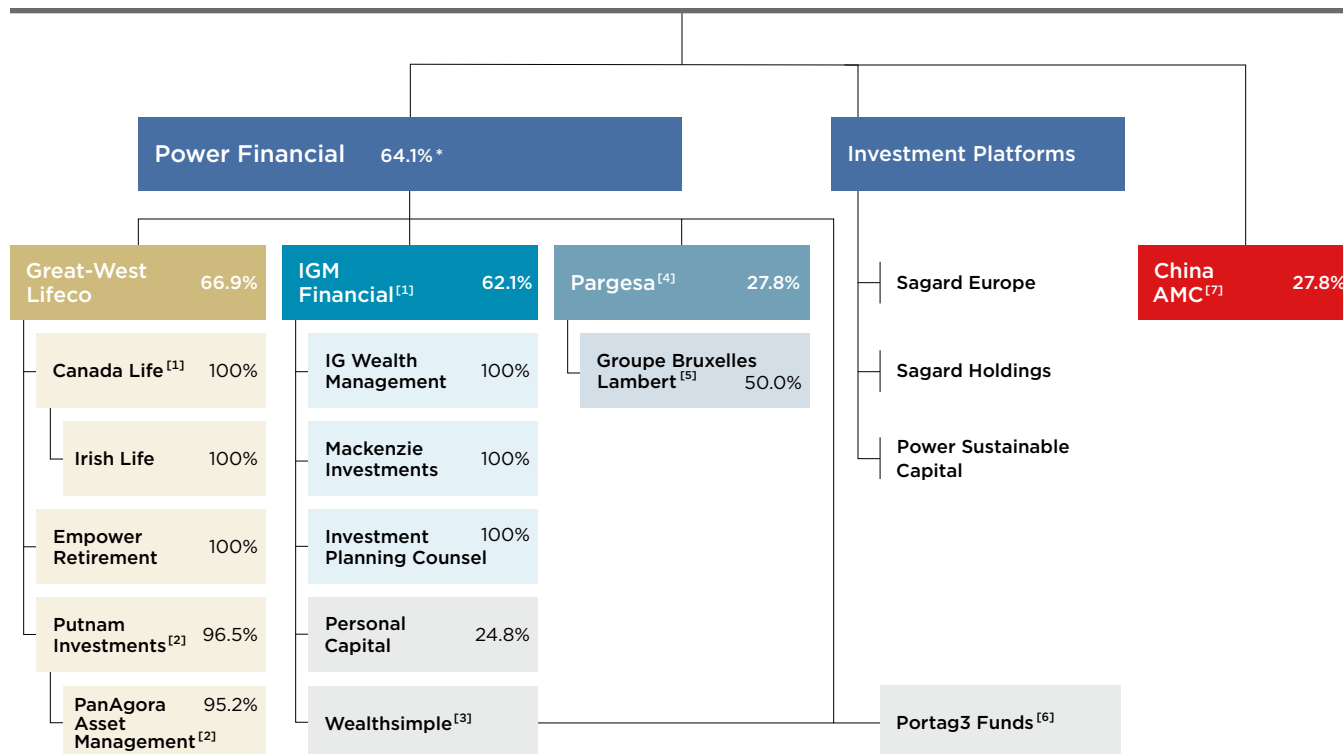 Power Financial 64.1% *
Investment Platforms
Great-West
Lifeco 66.9%
IGM
Financial[1] 62.1%
Pargesa[4] 27.8%
China
AMC[7] 27.8%
Canada Life[1] 100%
Irish Life 100%
Empower
Retirement 100%
Putnam
Investments[2] 96.5%
PanAgora 95.2%
Asset
Management[2]
IG Wealth
Management 100%
Mackenzie
Investments 100%
Investment 100%
Planning Counsel
Personal
Capital 24.8%
Wealthsimple[3]
Groupe Bruxelles
Lambert[5] 50.0%
Sagard Europe
Sagard Holdings
Power Sustainable
Capital
Portag3 Funds[6]